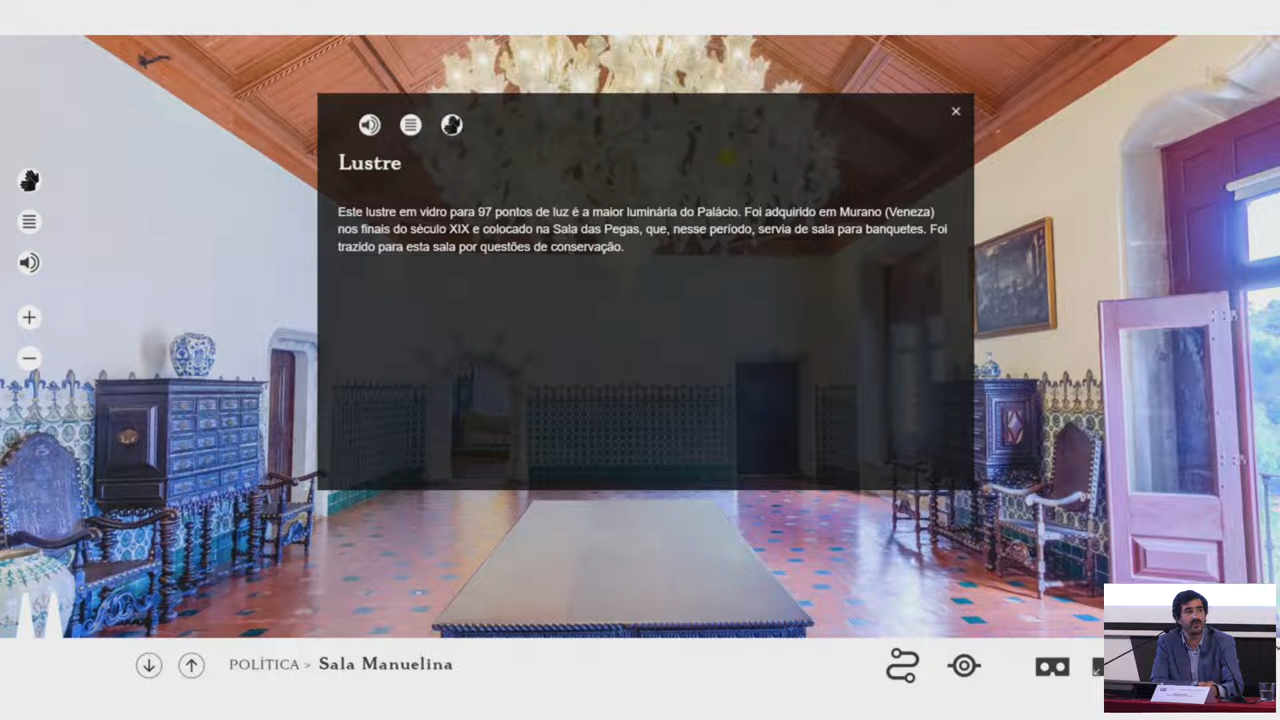 Lustre
Este lustre em vidro para 97 pontos de luz é a maior luminária do Palácio. Foi adquirido em Murano (Veneza)
nos finais do século XIX e colocado na Sala das Pegas, que, nesse período, servia de sala para banquetes. Foi
trazido para esta sala por questões de conservação.
POLÍTICA > Sala Manuelina